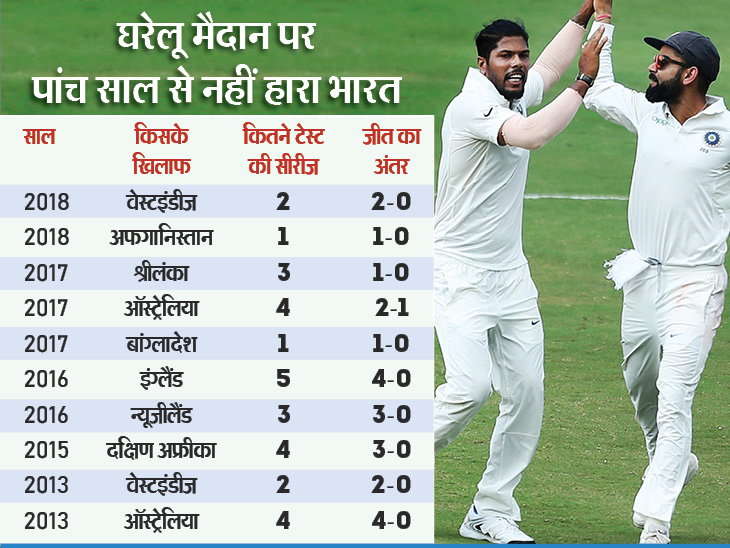 घरेलू मैदान पर
पांच साल से नहीं हारा भारत
साल किसके खिलाफ कितने टेस्ट की सीरीज़ जीत का अंतर
2018 वेस्टइंडीज़ 2 2-0
2018 अफगानिस्तान 1 1-0
2017 श्रीलंका 3 1-0
2017 ऑस्ट्रेलिया 4 2-1
2017 बांग्लादेश 1 1-0
2016 इंग्लैंड 5 4-0
2016 न्यूज़ीलैंड 3 3-0
2015 दक्षिण अफ्रीका 4 3-0
2013 वेस्टइंडीज़ 2 2-0
2013 ऑस्ट्रेलिया 4 4-0